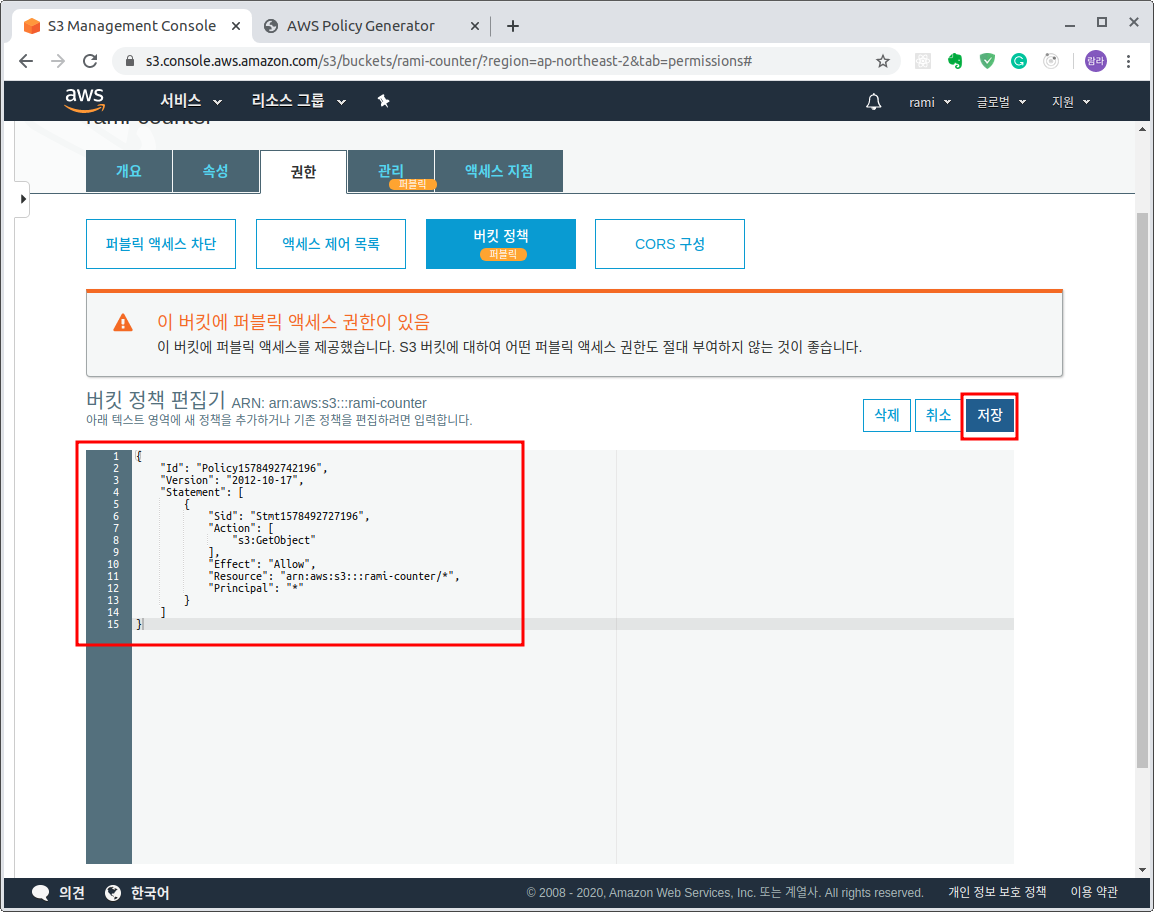 S3 Management Console
AWS Policy Generator
s3.console.aws.amazon.com/s3/buckets/rami-counter/?region=ap-northeast-2&tab=permissions#
람라
aws
서비스
리소스 그룹
rami
글로벌
지원
rami-counter
개요
속성
권한
관리
퍼블릭
액세스 지점
퍼블릭 액세스 차단
액세스 제어 목록
버킷 정책
퍼블릭
CORS 구성
이 버킷에 퍼블릭 액세스 권한이 있음
이 버킷에 퍼블릭 액세스를 제공했습니다. S3 버킷에 대하여 어떤 퍼블릭 액세스 권한도 절대 부여하지 않는 것이 좋습니다.
버킷 정책 편집기 ARN: arn:aws:s3:::rami-counter
아래 텍스트 영역에 새 정책을 추가하거나 기존 정책을 편집하려면 입력합니다.
삭제
취소
저장
1 {
2 "Id": "Policy1578492742196",
3 "Version": "2012-10-17",
4 "Statement": [
5 {
6 "Sid": "Stmt1578492727196",
7 "Action": [
8 "s3:GetObject"
9 ],
10 "Effect": "Allow",
11 "Resource": "arn:aws:s3:::rami-counter/*",
12 "Principal": "*"
13 }
14 ]
15 }
의견
한국어
© 2008 - 2020, Amazon Web Services, Inc. 또는 계열사. All rights reserved.
개인 정보 보호 정책
이용 약관